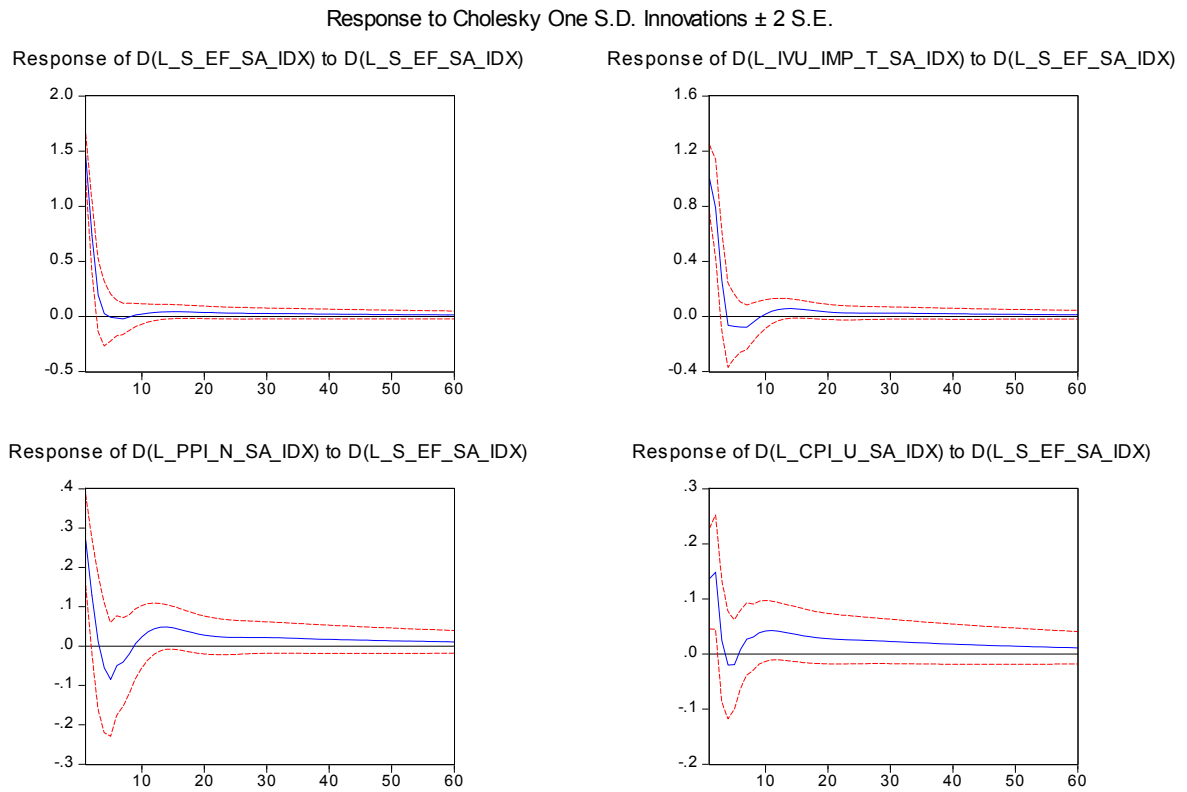 Response to Cholesky One S.D. Innovations ± 2 S.E.
Response of D(L_S_EF_SA_IDX) to D(L_S_EF_SA_IDX)
2.0
1.5
1.0
0.5
0.0
-0.5
10 20 30 40 50 60
Response of D(L_IVU_IMP_T_SA_IDX) to D(L_S_EF_SA_IDX)
1.6
1.2
0.8
0.4
0.0
-0.4
10 20 30 40 50 60
Response of D(L_PPI_N_SA_IDX) to D(L_S_EF_SA_IDX)
.4
.3
.2
.1
.0
-.1
-.2
-.3
10 20 30 40 50 60
Response of D(L_CPI_U_SA_IDX) to D(L_S_EF_SA_IDX)
.3
.2
.1
.0
-.1
-.2
10 20 30 40 50 60